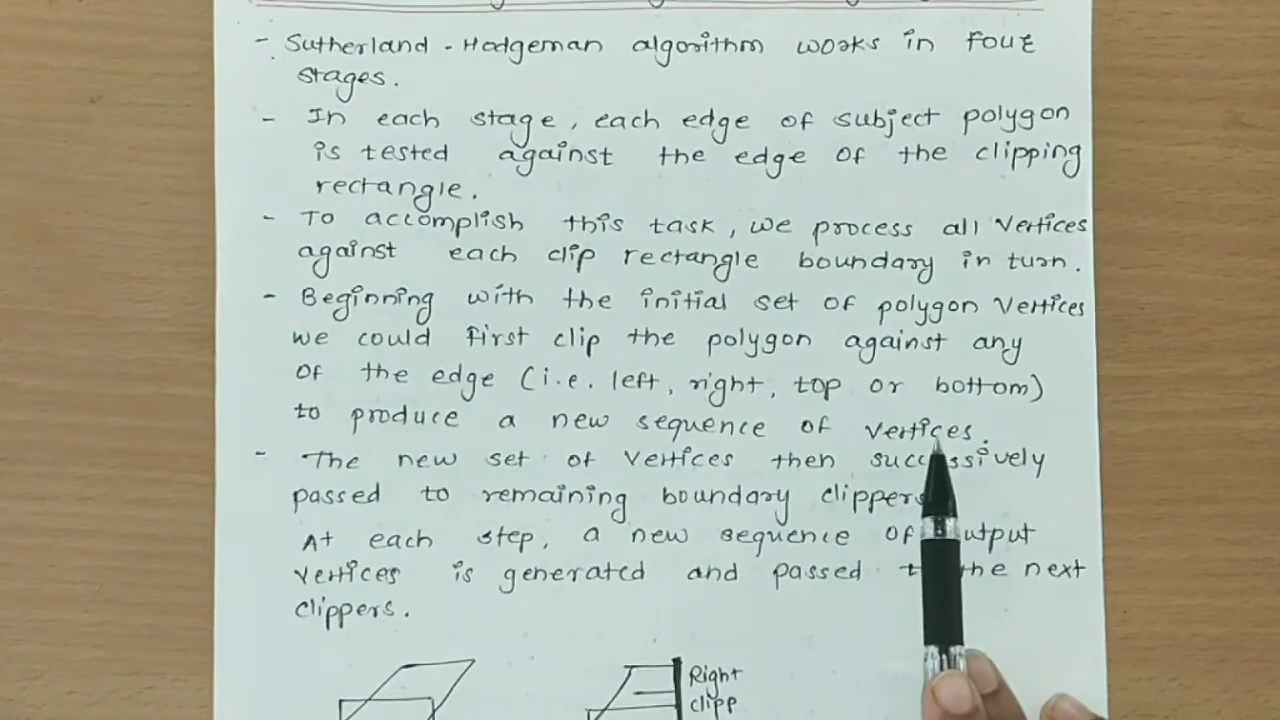 - Sutherland - Hodgeman algorithm works in four
stages.
- In each stage, each edge of subject polygon
is tested against the edge of the clipping
rectangle.
- To accomplish this task, we process all vertices
against each clip rectangle boundary in turn.
- Beginning with the initial set of polygon vertices
we could first clip the polygon against any
of the edge (i.e. left, right, top or bottom)
to produce a new sequence of vertices.
- The new set of vertices then successively
passed to remaining boundary clippers
At each step, a new sequence of output
vertices is generated and passed to the next
clippers.
Right
clipp